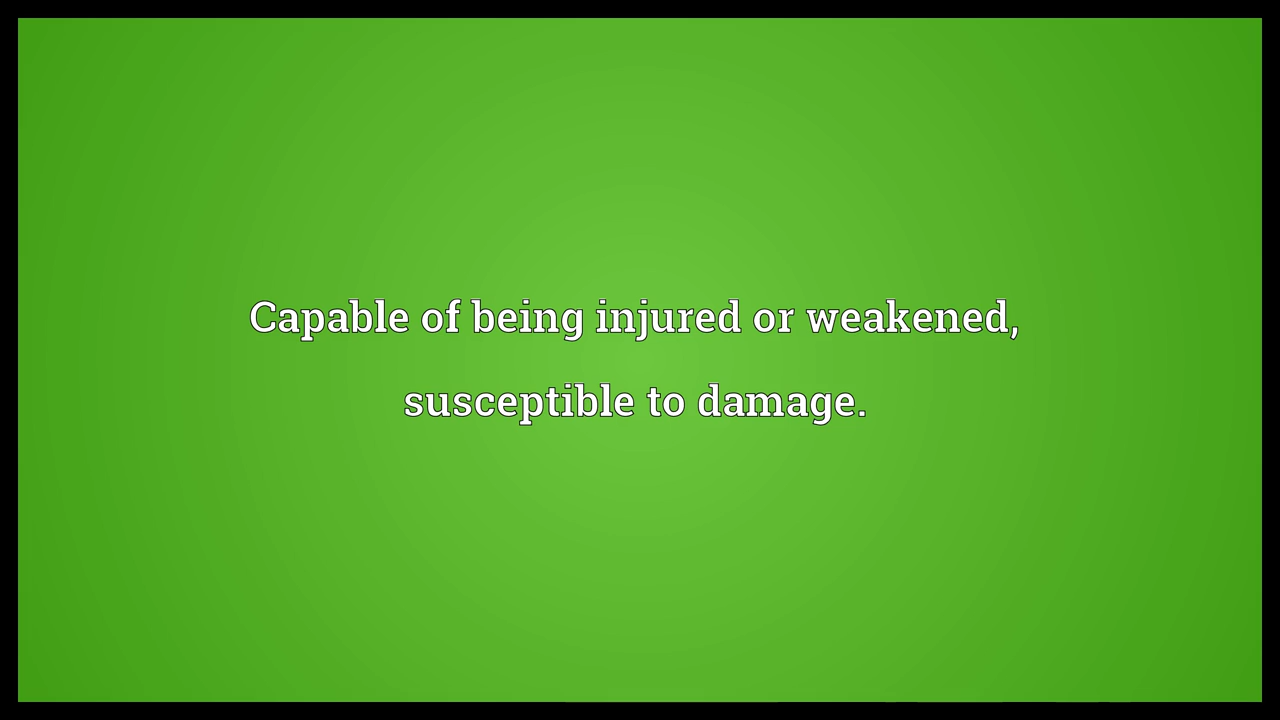 Capable of being injured or weakened,
susceptible to damage.